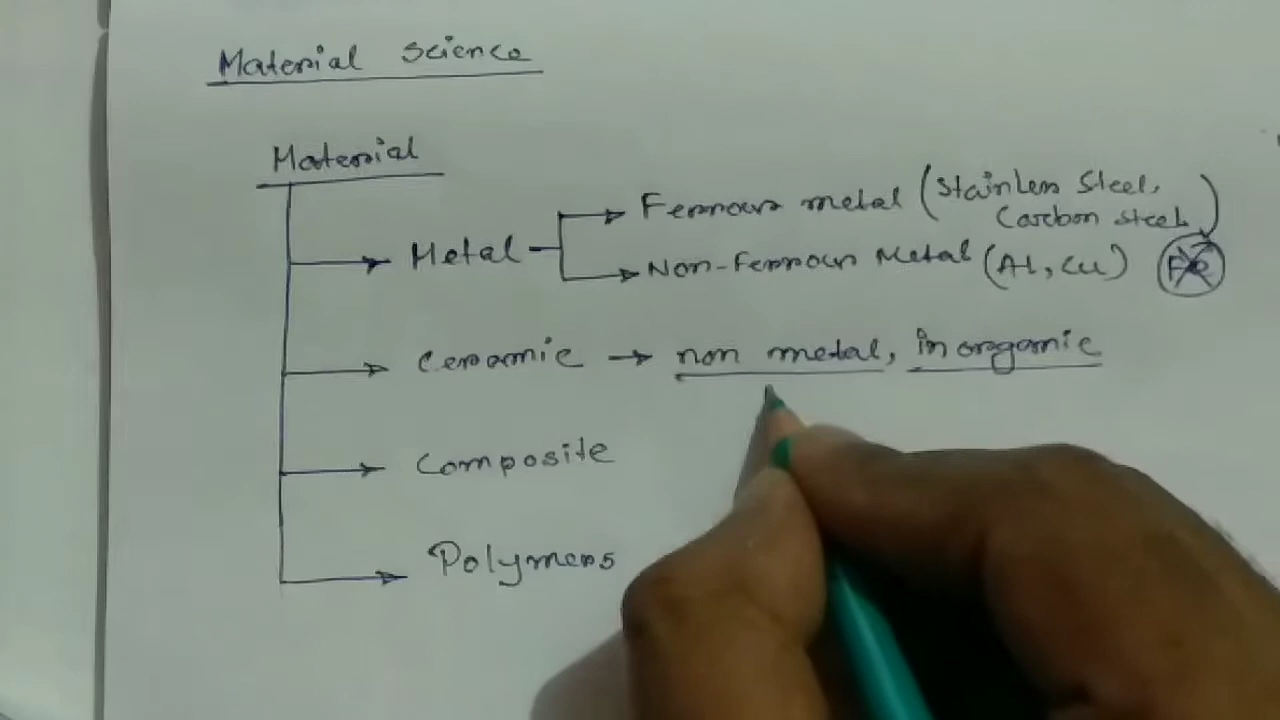 Material Science
Material
Metal
Ferrous metal (Stainless Steel,
Carbon steel)
Non-Ferrous Metal (Al, Cu)
Ceramic → non metal, inorganic
Composite
Polymers